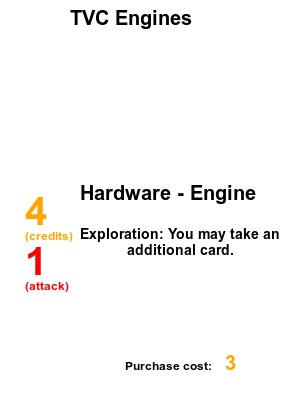 TVC Engines
Hardware - Engine
4
(credits)
Exploration: You may take an
additional card.
1
(attack)
Purchase cost: 3